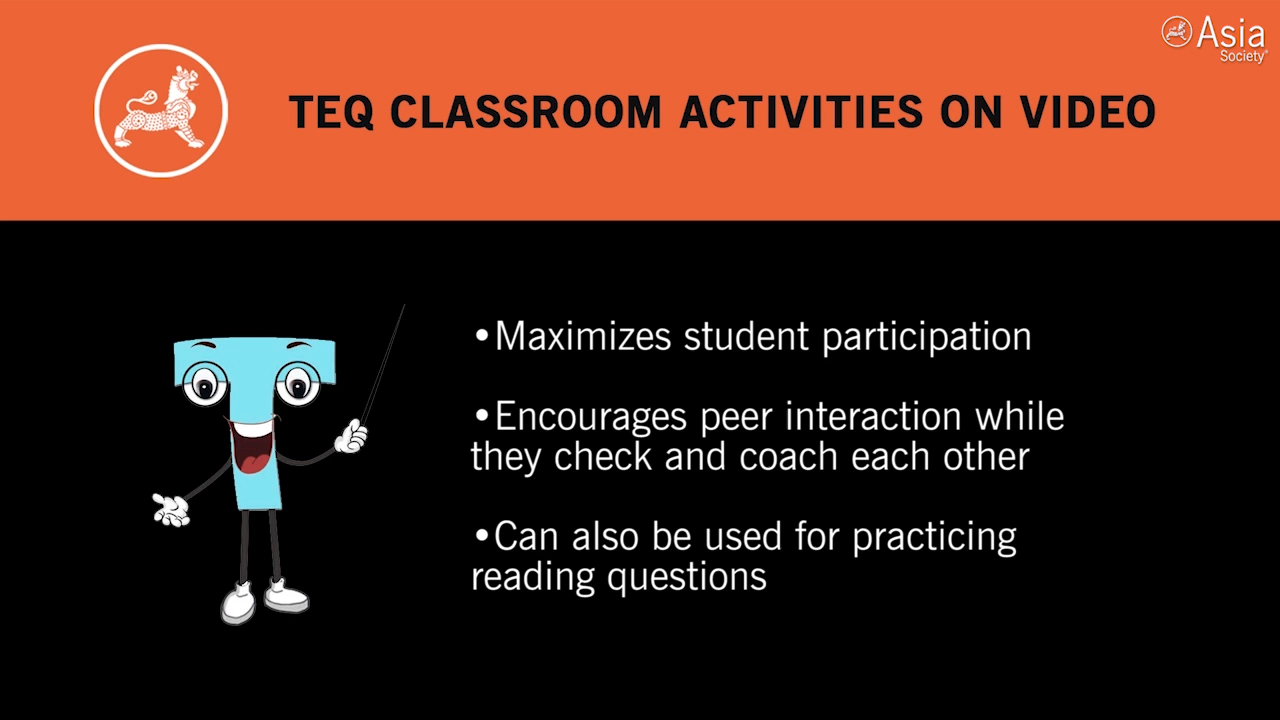 Asia
Society®
TEQ CLASSROOM ACTIVITIES ON VIDEO
•Maximizes student participation
•Encourages peer interaction while
they check and coach each other
•Can also be used for practicing
reading questions